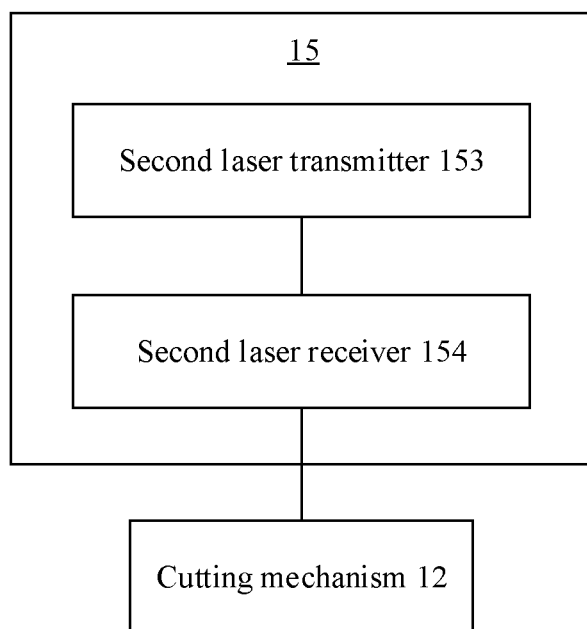 15
Second laser transmitter 153
Second laser receiver 154
Cutting mechanism 12